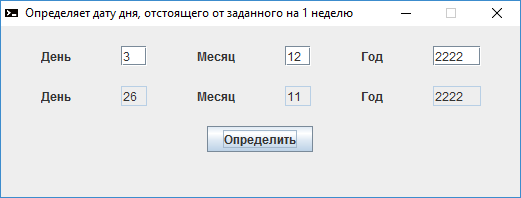 Определяет дату дня, отстоящего от заданного на 1 неделю
День 3 Месяц 12 Год 2222
День 26 Месяц 11 Год 2222
Определить